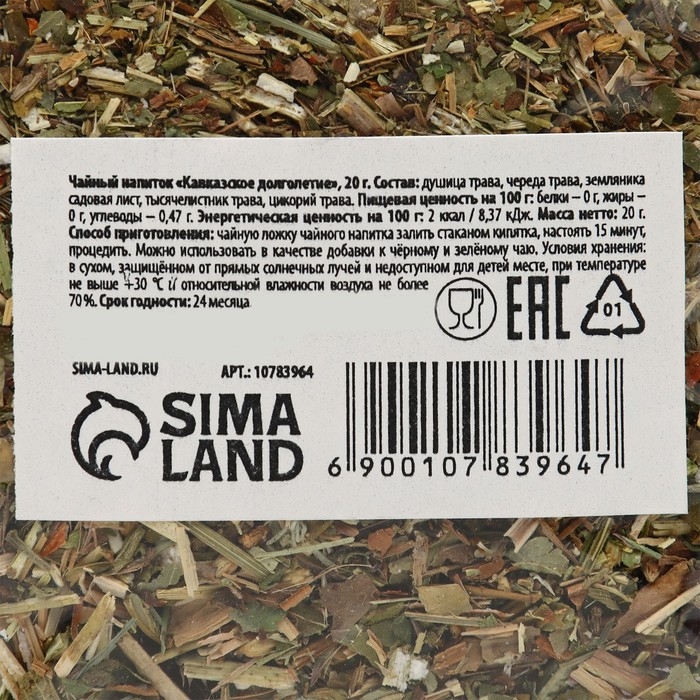 Чайный напиток «Кавказское долголетие», 20 г. Состав: душица трава, череда трава, земляника
садовая лист, тысячелистник трава, цикорий трава. Пищевая ценность на 100 г: белки – 0 г, жиры –
0 г, углеводы – 0,47 г. Энергетическая ценность на 100 г: 2 ккал / 8,37 кДж. Масса нетто: 20 г.
Способ приготовления: чайную ложку чайного напитка залить стаканом кипятка, настоять 15 минут,
процедить. Можно использовать в качестве добавки к чёрному и зелёному чаю. Условия хранения:
в сухом, защищённом от прямых солнечных лучей и недоступном для детей месте, при температуре
не выше +30 °С и относительной влажности воздуха не более
70 %. Срок годности: 24 месяца
EAC
01
SIMA-LAND.RU
АРТ.: 10783964
SIMA
LAND
6 900107 839647